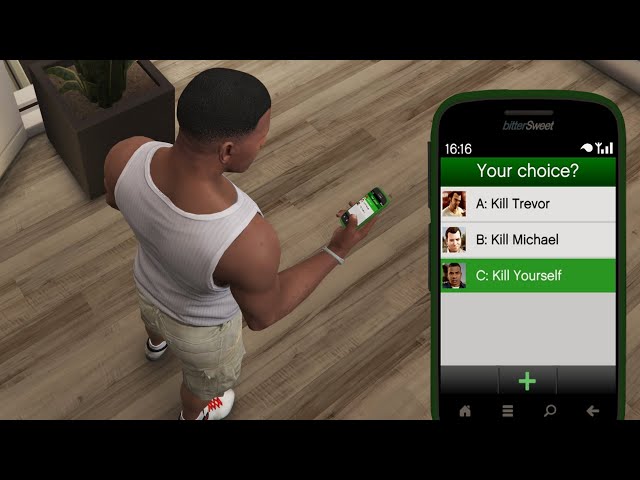 bitterSweet
16:16
Your choice?
A: Kill Trevor
B: Kill Michael
C: Kill Yourself